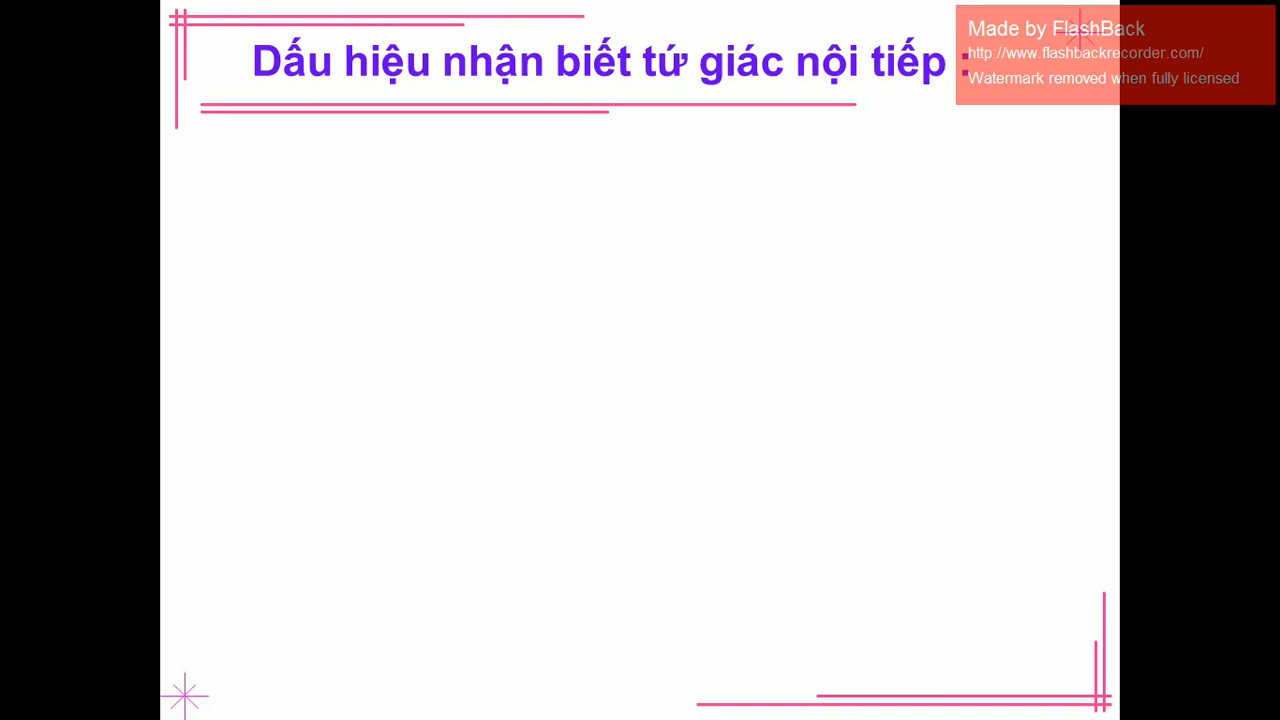 Dấu hiệu nhận biết tứ giác nội tiếp :
Made by FlashBack
http://www.flashbackrecorder.com/
Watermark removed when fully licensed